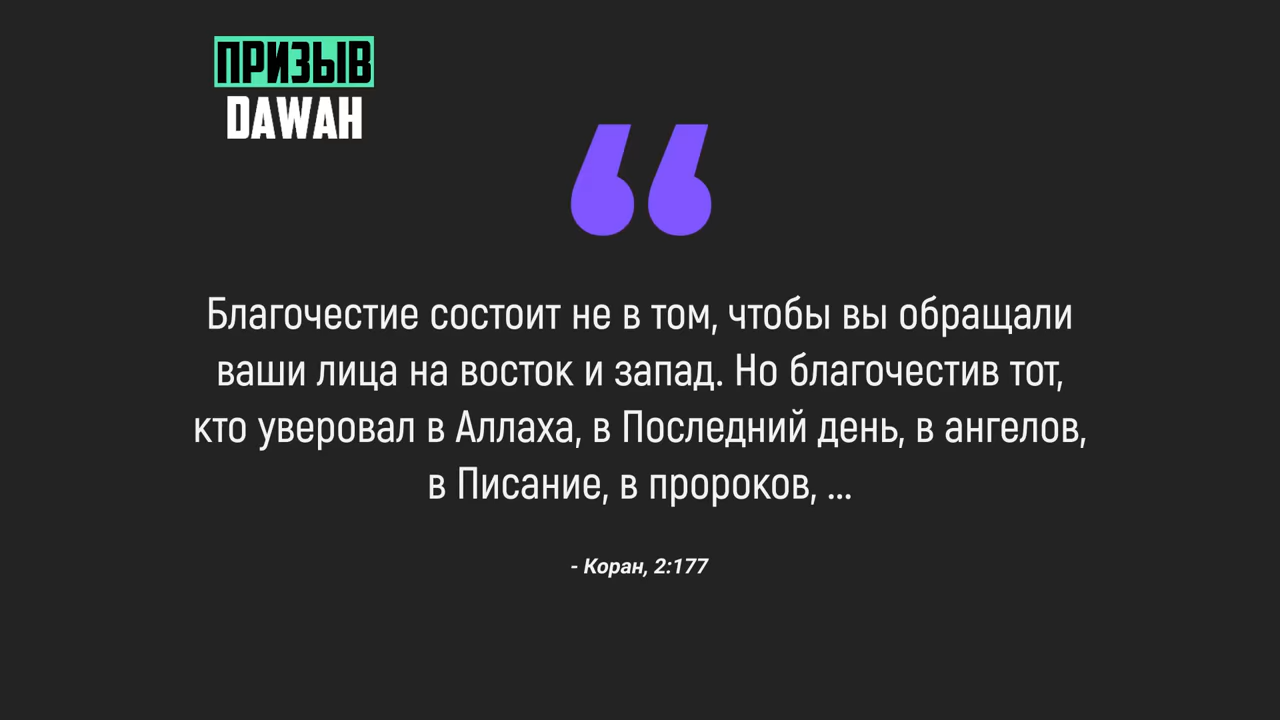 ПРИЗЫВ
DAWAH
Благочестие состоит не в том, чтобы вы обращали
ваши лица на восток и запад. Но благочестив тот,
кто уверовал в Аллаха, в Последний день, в ангелов,
в Писание, в пророков, ...
- Коран, 2:177